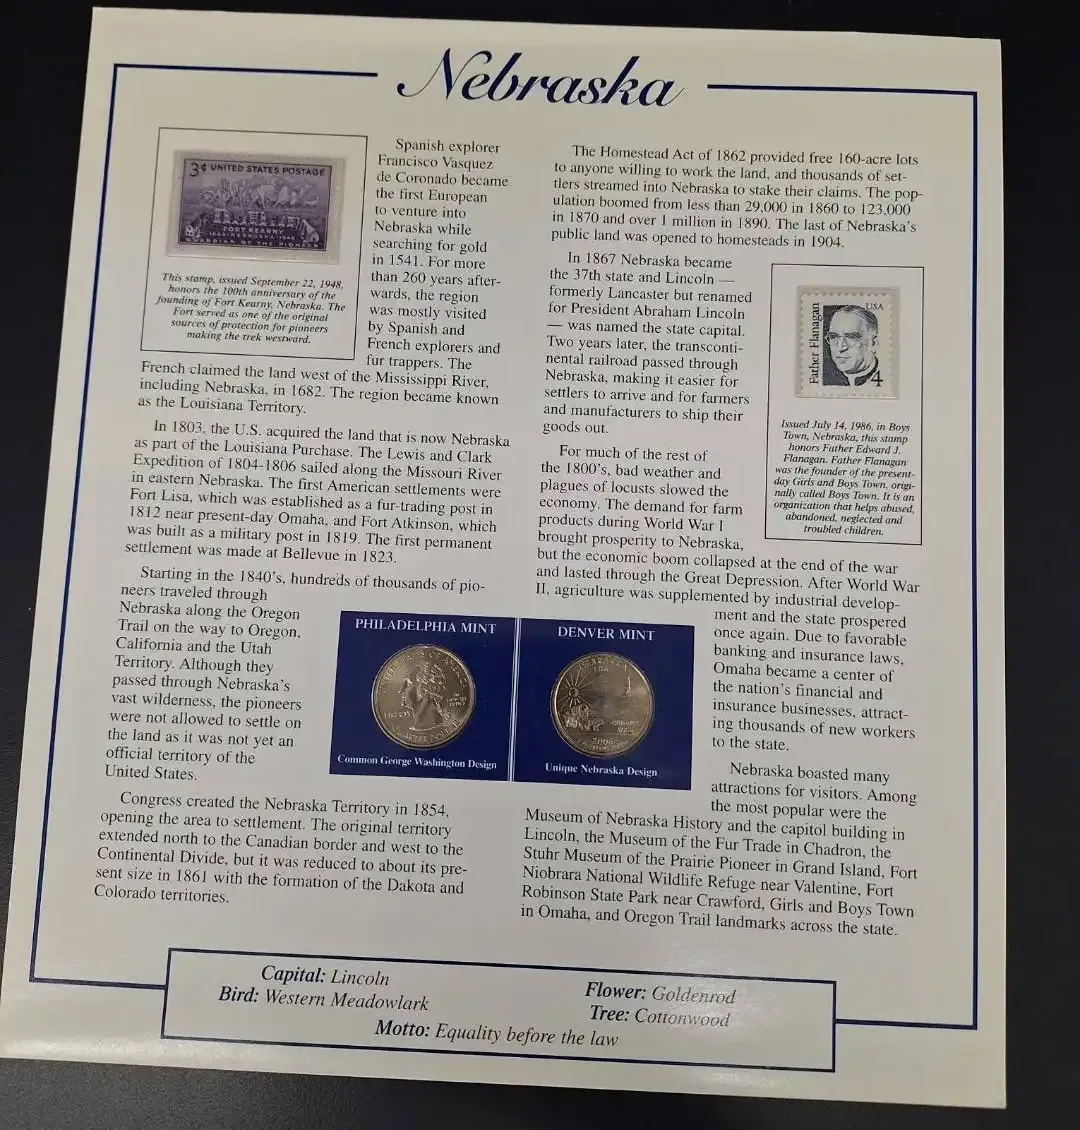 Nebraska
3¢ UNITED STATES POSTAGE
FORT KEARNY
1848·NEBRASKA·1948
GUARDIAN OF THE PIONEER
This stamp, issued September 22, 1948,
honors the 100th anniversary of the
founding of Fort Kearny, Nebraska. The
Fort served as one of the original
sources of protection for pioneers
making the trek westward.
Spanish explorer
Francisco Vasquez
de Coronado became
the first European
to venture into
Nebraska while
searching for gold
in 1541. For more
than 260 years after-
wards, the region
was mostly visited
by Spanish and
French explorers and
fur trappers. The
French claimed the land west of the Mississippi River,
including Nebraska, in 1682. The region became known
as the Louisiana Territory.
In 1803, the U.S. acquired the land that is now Nebraska
as part of the Louisiana Purchase. The Lewis and Clark
Expedition of 1804-1806 sailed along the Missouri River
in eastern Nebraska. The first American settlements were
Fort Lisa, which was established as a fur-trading post in
1812 near present-day Omaha, and Fort Atkinson, which
was built as a military post in 1819. The first permanent
settlement was made at Bellevue in 1823.
Starting in the 1840's, hundreds of thousands of pio-
neers traveled through
Nebraska along the Oregon
Trail on the way to Oregon,
California and the Utah
Territory. Although they
passed through Nebraska's
vast wilderness, the pioneers
were not allowed to settle on
the land as it was not yet an
official territory of the
United States.
Congress created the Nebraska Territory in 1854,
opening the area to settlement. The original territory
extended north to the Canadian border and west to the
Continental Divide, but it was reduced to about its pre-
sent size in 1861 with the formation of the Dakota and
Colorado territories.
PHILADELPHIA MINT
LIBERTY
QUARTER DOLLAR
Common George Washington Design
DENVER MINT
NEBRASKA
2006
Unique Nebraska Design
The Homestead Act of 1862 provided free 160-acre lots
to anyone willing to work the land, and thousands of set-
tlers streamed into Nebraska to stake their claims. The pop-
ulation boomed from less than 29,000 in 1860 to 123,000
in 1870 and over 1 million in 1890. The last of Nebraska's
public land was opened to homesteads in 1904.
In 1867 Nebraska became
the 37th state and Lincoln —
formerly Lancaster but renamed
for President Abraham Lincoln
— was named the state capital.
Two years later, the transconti-
nental railroad passed through
Nebraska, making it easier for
settlers to arrive and for farmers
and manufacturers to ship their
goods out.
Father Flanagan
USA
4
Issued July 14, 1986, in Boys
Town, Nebraska, this stamp
honors Father Edward J.
Flanagan. Father Flanagan
was the founder of the present-
day Girls and Boys Town, origi-
nally called Boys Town. It is an
organization that helps abused,
abandoned, neglected and
troubled children.
For much of the rest of
the 1800's, bad weather and
plagues of locusts slowed the
economy. The demand for farm
products during World War I
brought prosperity to Nebraska,
but the economic boom collapsed at the end of the war
and lasted through the Great Depression. After World War
II, agriculture was supplemented by industrial develop-
ment and the state prospered
once again. Due to favorable
banking and insurance laws,
Omaha became a center of
the nation's financial and
insurance businesses, attract-
ing thousands of new workers
to the state.
Nebraska boasted many
attractions for visitors. Among
the most popular were the
Museum of Nebraska History and the capitol building in
Lincoln, the Museum of the Fur Trade in Chadron, the
Stuhr Museum of the Prairie Pioneer in Grand Island, Fort
Niobrara National Wildlife Refuge near Valentine, Fort
Robinson State Park near Crawford, Girls and Boys Town
in Omaha, and Oregon Trail landmarks across the state.
Capital: Lincoln
Bird: Western Meadowlark
Flower: Goldenrod
Tree: Cottonwood
Motto: Equality before the law